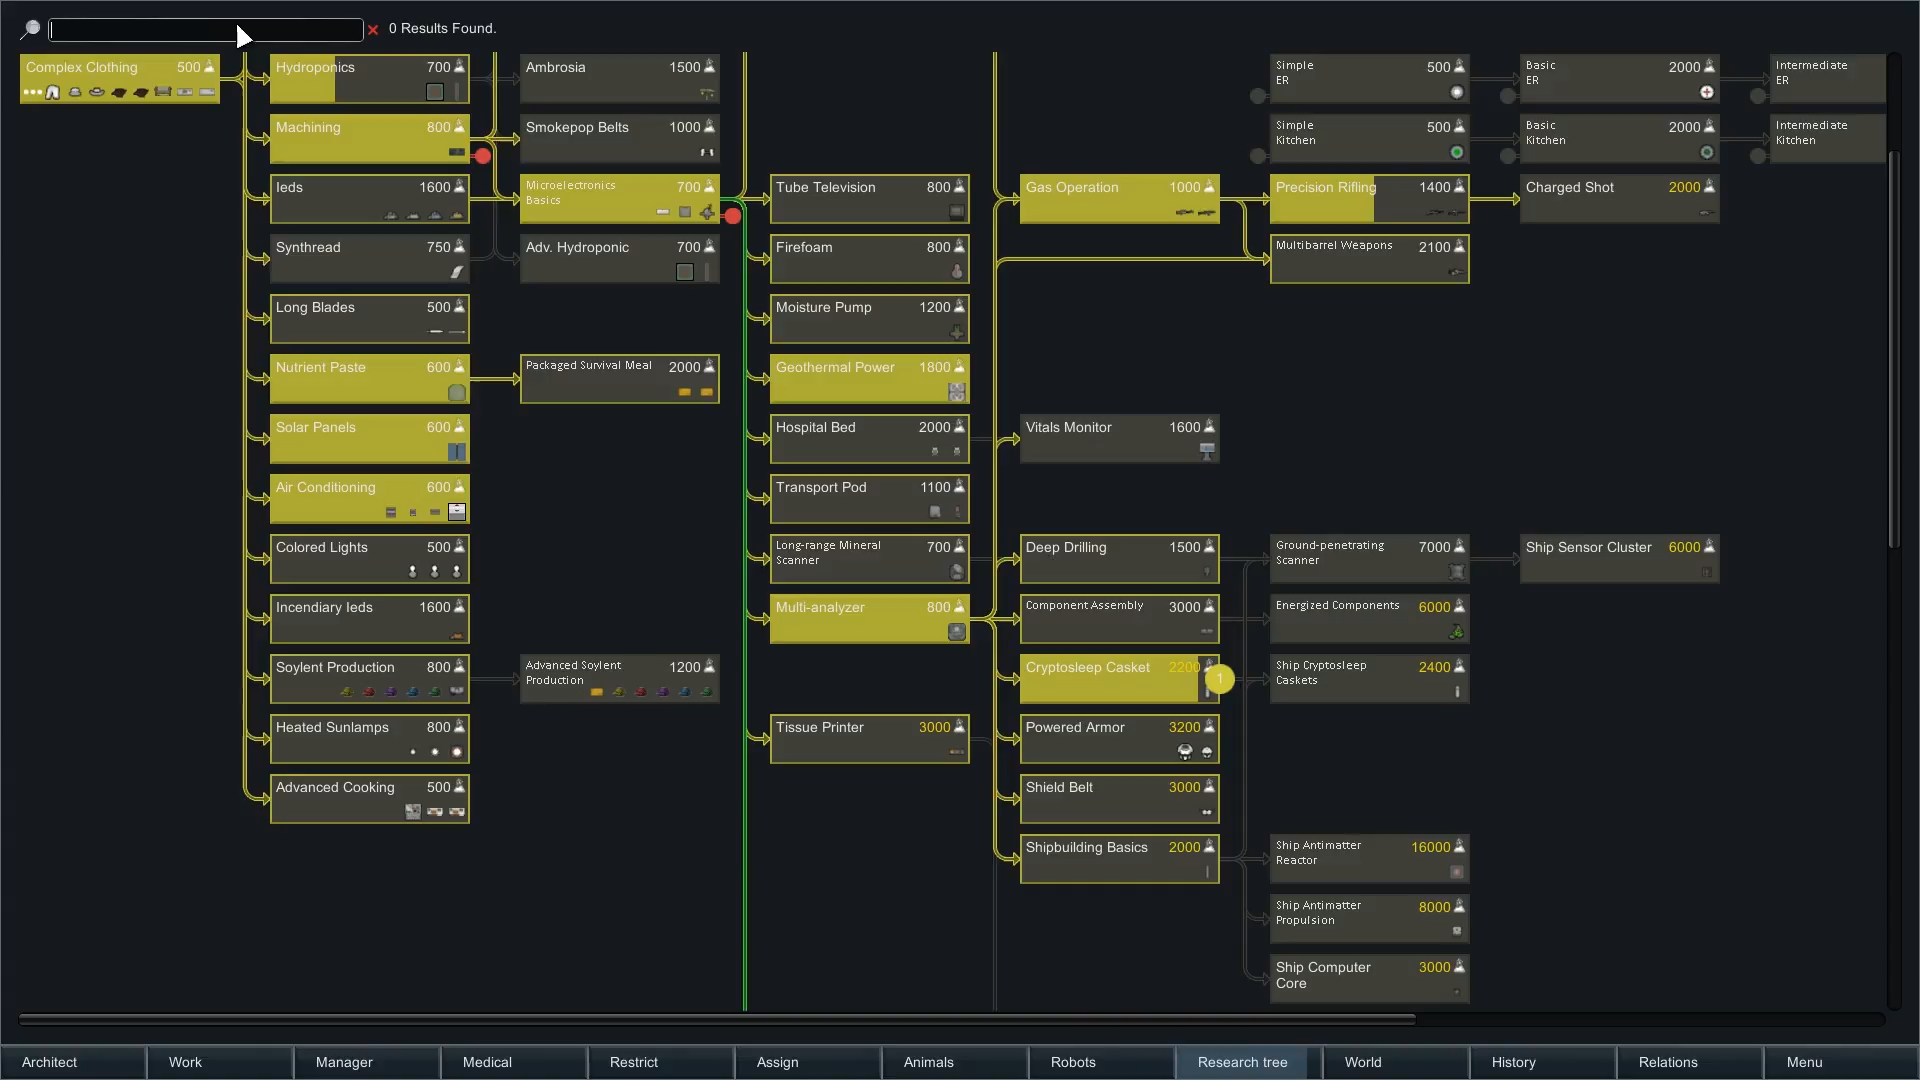 0 Results Found.
Complex Clothing 500
Hydroponics 700
Ambrosia 1500
Simple
ER 500
Basic
ER 2000
Intermediate
ER
Machining 800
Smokepop Belts 1000
Simple
Kitchen 500
Basic
Kitchen 2000
Intermediate
Kitchen
Ieds 1600
Microelectronics
Basics 700
Tube Television 800
Gas Operation 1000
Precision Rifling 1400
Charged Shot 2000
Synthread 750
Adv. Hydroponic 700
Firefoam 800
Multibarrel Weapons 2100
Long Blades 500
Moisture Pump 1200
Nutrient Paste 600
Packaged Survival Meal 2000
Geothermal Power 1800
Solar Panels 600
Hospital Bed 2000
Vitals Monitor 1600
Air Conditioning 600
Transport Pod 1100
Colored Lights 500
Long-range Mineral
Scanner 700
Deep Drilling 1500
Ground-penetrating
Scanner 7000
Ship Sensor Cluster 6000
Incendiary Ieds 1600
Multi-analyzer 800
Component Assembly 3000
Energized Components 6000
Soylent Production 800
Advanced Soylent
Production 1200
Cryptosleep Casket 2200
1
Ship Cryptosleep
Caskets 2400
Heated Sunlamps 800
Tissue Printer 3000
Powered Armor 3200
Advanced Cooking 500
Shield Belt 3000
Shipbuilding Basics 2000
Ship Antimatter
Reactor 16000
Ship Antimatter
Propulsion 8000
Ship Computer
Core 3000
Architect Work Manager Medical Restrict Assign Animals Robots Research tree World History Relations Menu